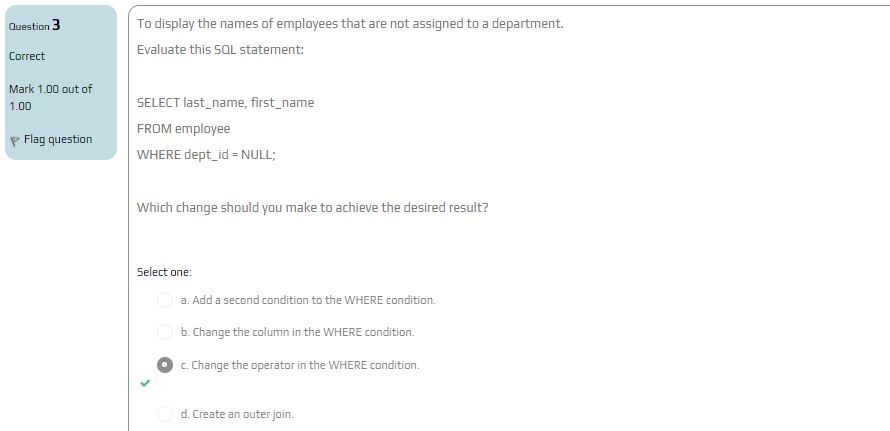 Question 3
Correct
Mark 1.00 out of
1.00
Flag question
To display the names of employees that are not assigned to a department.
Evaluate this SQL statement:
SELECT last_name, first_name
FROM employee
WHERE dept_id = NULL;
Which change should you make to achieve the desired result?
Select one:
a. Add a second condition to the WHERE condition.
b. Change the column in the WHERE condition.
c. Change the operator in the WHERE condition.
d. Create an outer join.